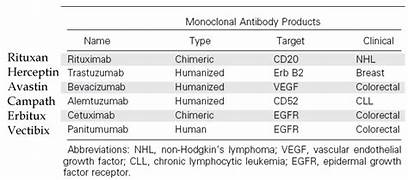 Monoclonal Antibody Products
Name Type Target Clinical
Rituxan Rituximab Chimeric CD20 NHL
Herceptin Trastuzumab Humanized Erb B2 Breast
Avastin Bevacizumab Humanized VEGF Colorectal
Campath Alemtuzumab Humanized CD52 CLL
Erbitux Cetuximab Chimeric EGFR Colorectal
Vectibix Panitumumab Human EGFR Colorectal
Abbreviations: NHL, non-Hodgkin's lymphoma; VEGF, vascular endothelial
growth factor; CLL, chronic lymphocytic leukemia; EGFR, epidermal growth
factor receptor.